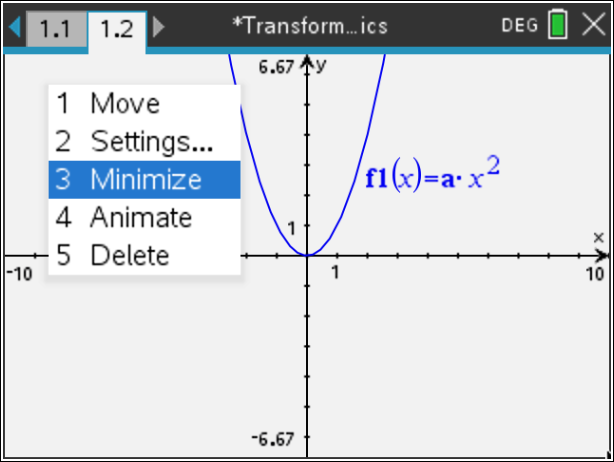 1.1 1.2 *Transform...ics DEG
6.67 y
1 Move
2 Settings...
3 Minimize
4 Animate
5 Delete
f1(x)=a·x²
1
x
-10 1 10
-6.67